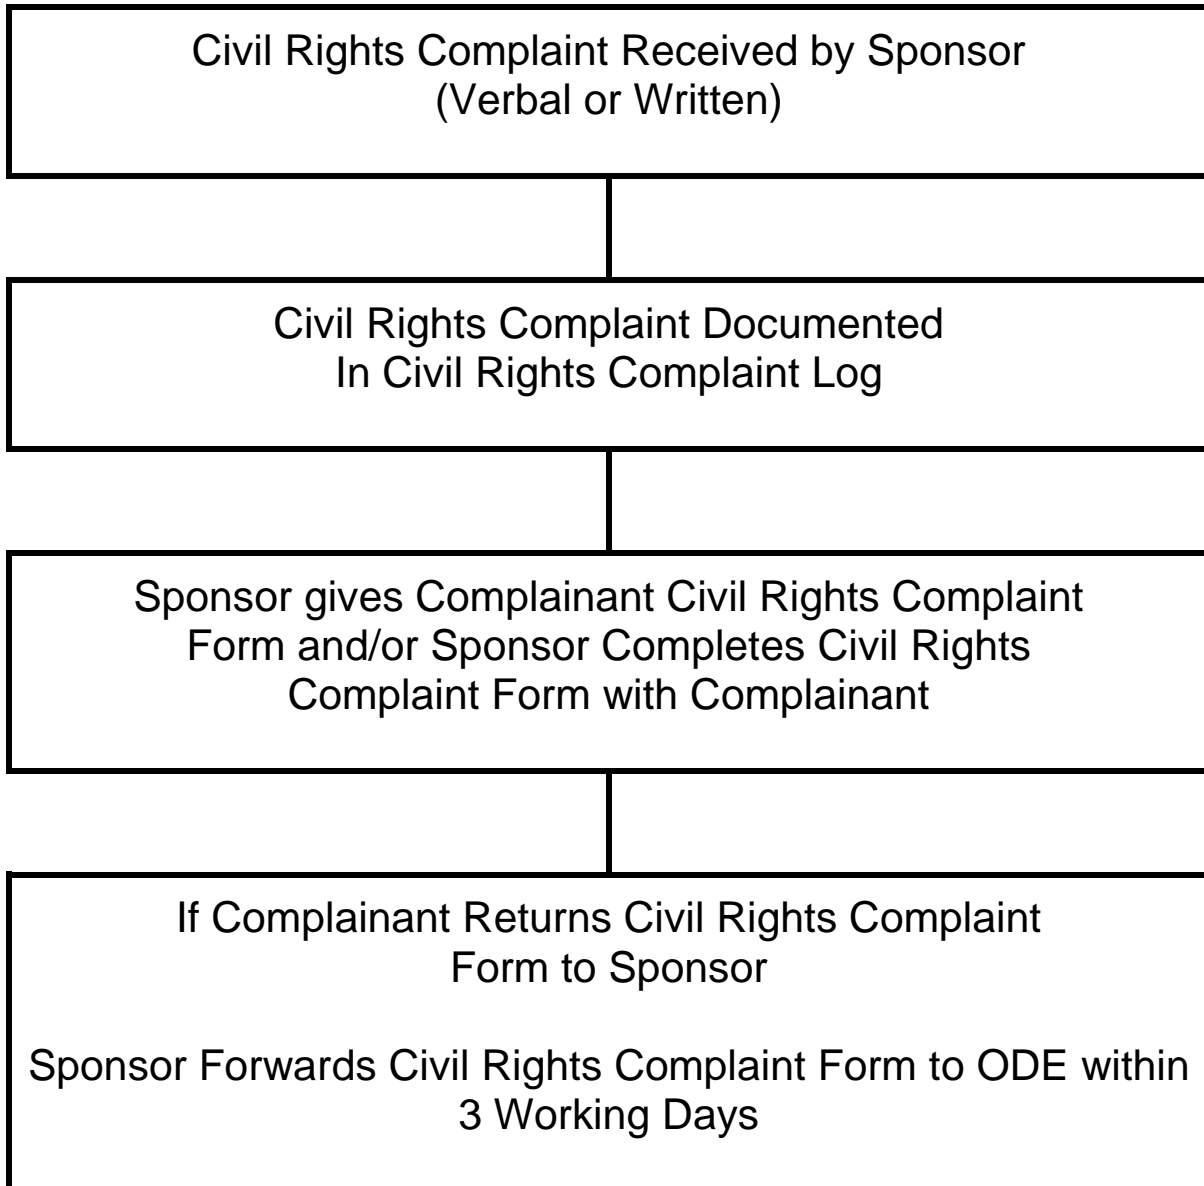 Civil Rights Complaint Received by Sponsor
(Verbal or Written)
Civil Rights Complaint Documented
In Civil Rights Complaint Log
Sponsor gives Complainant Civil Rights Complaint
Form and/or Sponsor Completes Civil Rights
Complaint Form with Complainant
If Complainant Returns Civil Rights Complaint
Form to Sponsor
Sponsor Forwards Civil Rights Complaint Form to ODE within
3 Working Days